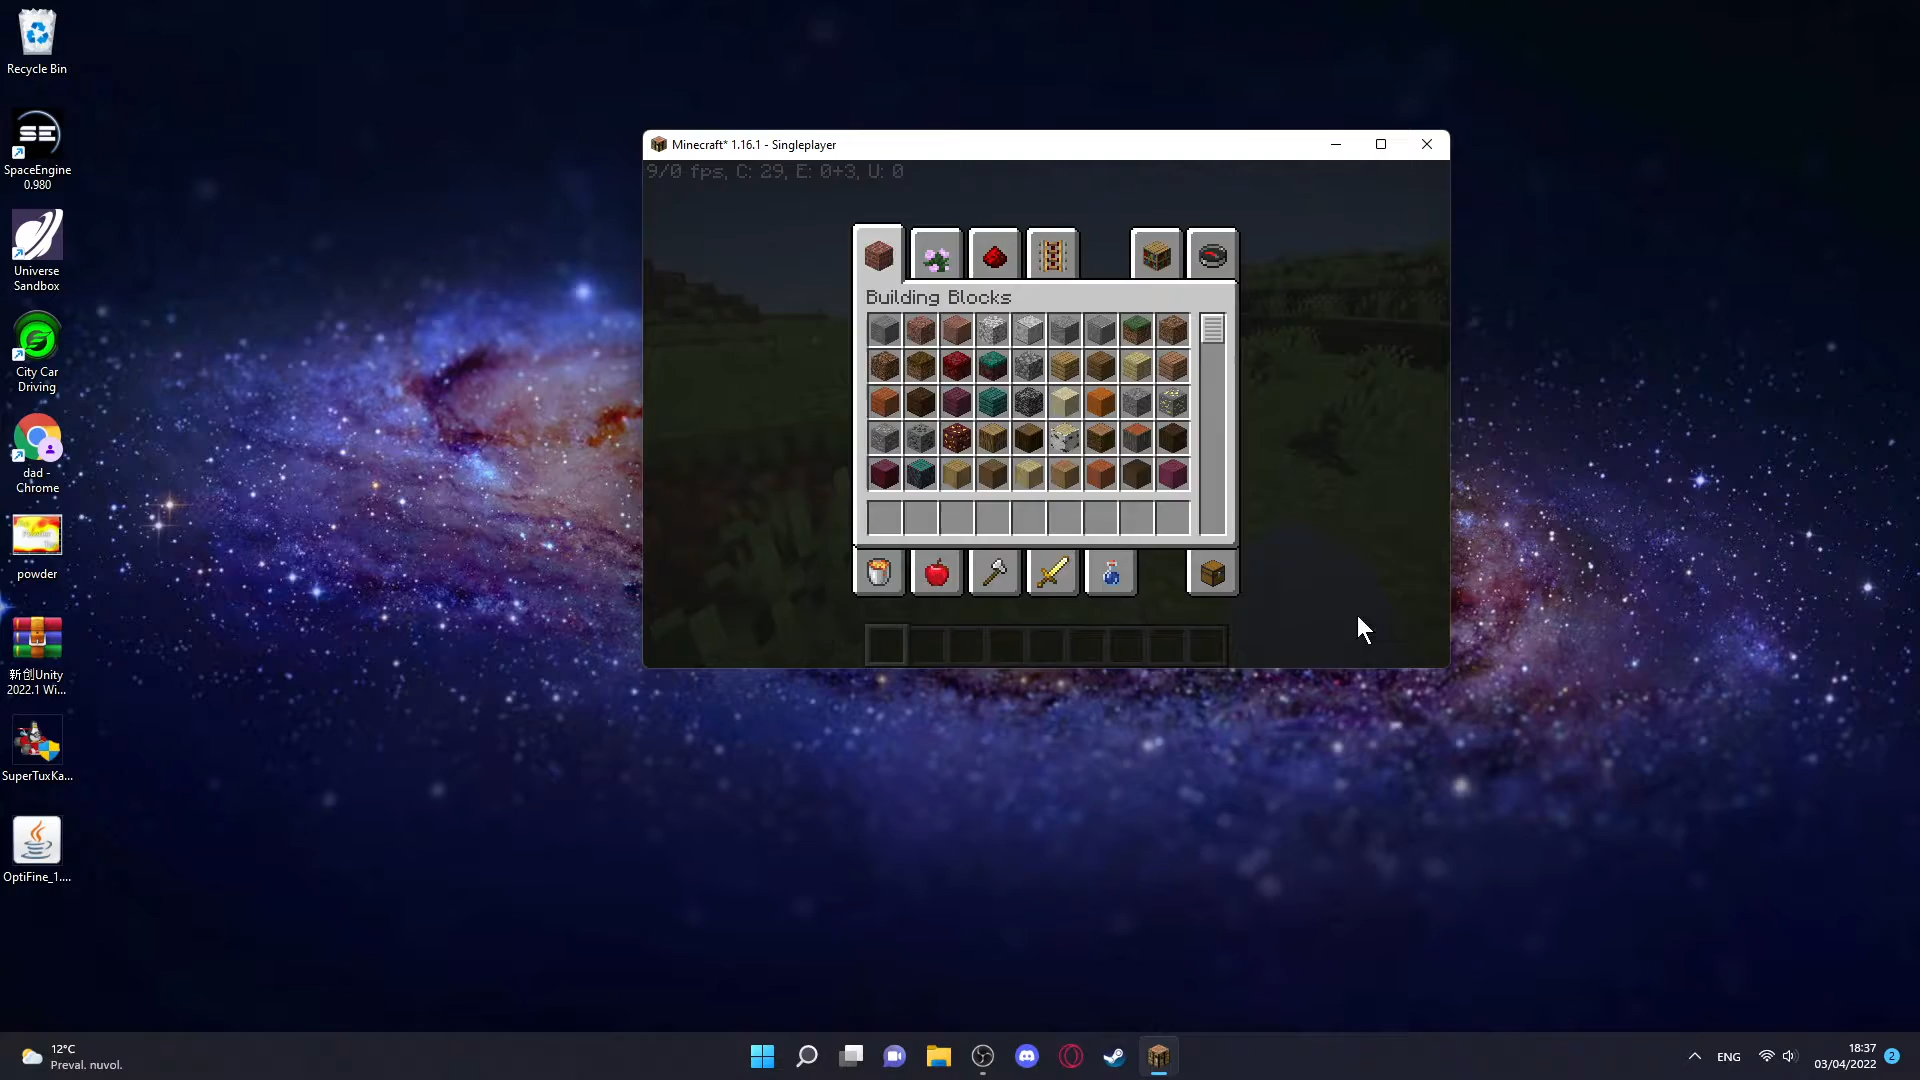 Recycle Bin
SE
SpaceEngine
0.980
Universe
Sandbox
City Car
Driving
dad -
Chrome
powder
新创Unity
2022.1 Wi...
SuperTuxKa...
OptiFine_1....
Minecraft* 1.16.1 - Singleplayer
9/0 fps, C: 29, E: 0+3, U: 0
Building Blocks
12°C
Preval. nuvol.
ENG
18:37
03/04/2022
2